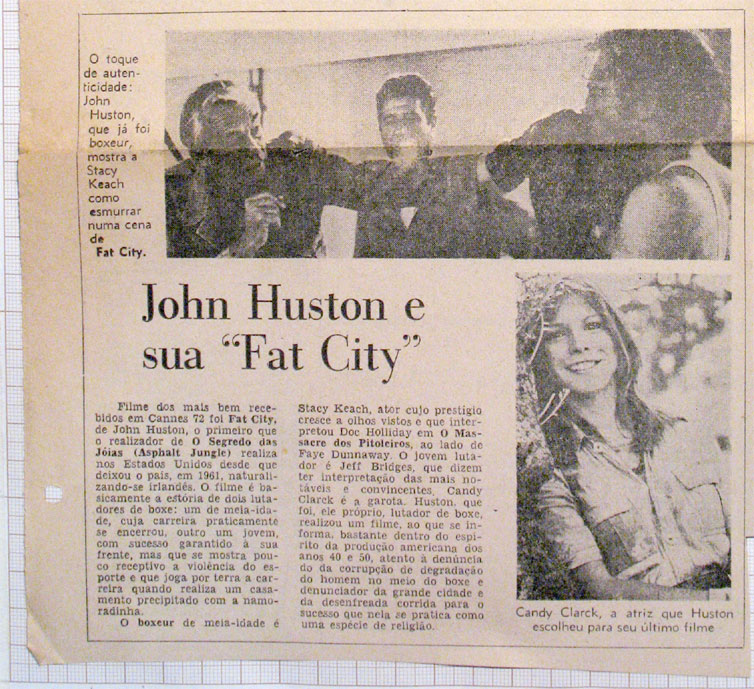 O toque
de auten-
ticidade:
John
Huston,
que já foi
boxeur,
mostra a
Stacy
Keach
como
esmurrar
numa cena
de
Fat City.
John Huston e
sua “Fat City”
Filme dos mais bem rece-
bidos em Cannes 72 foi Fat City,
de John Huston, o primeiro que
o realizador de O Segredo das
Jóias (Asphalt Jungle) realiza
nos Estados Unidos desde que
deixou o país, em 1961, naturali-
zando-se irlandês. O filme é ba-
sicamente a estória de dois luta-
dores de boxe: um de meia-ida-
de, cuja carreira praticamente
se encerrou, outro um jovem,
com sucesso garantido à sua
frente, mas que se mostra pou-
co receptivo a violência do es-
porte e que joga por terra a car-
reira quando realiza um casa-
mento precipitado com a namo-
radinha.
O boxeur de meia-idade é
Stacy Keach, ator cujo prestígio
cresce a olhos vistos e que inter-
pretou Doc Holliday em O Mas-
sacre dos Pistoleiros, ao lado de
Faye Dunnaway. O jovem luta-
dor é Jeff Bridges, que dizem
ter interpretação das mais no-
táveis e convincentes. Candy
Clarck é a garota. Huston, que
foi, ele próprio, lutador de boxe,
realizou um filme, ao que se in-
forma, bastante dentro do espí-
rito da produção americana dos
anos 40 e 50, atento à denúncia
da corrupção de degradação
do homem no meio do boxe e
denunciador da grande cidade e
da desenfreada corrida para o
sucesso que nela se pratica como
uma espécie de religião.
Candy Clarck, a atriz que Huston
escolheu para seu último filme